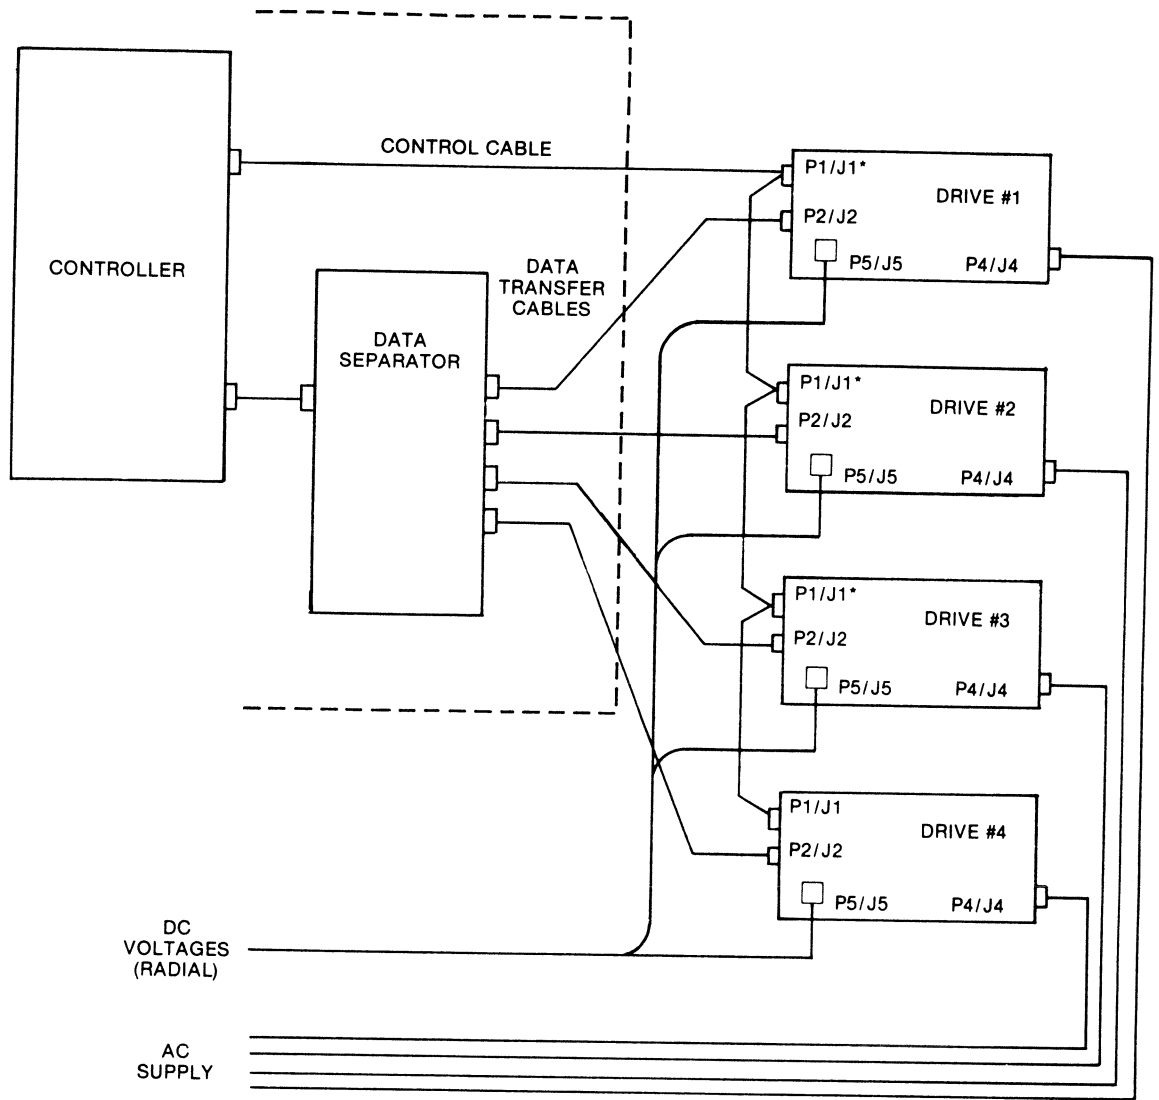 CONTROL CABLE
CONTROLLER
DATA
TRANSFER
CABLES
DATA
SEPARATOR
P1/J1*
DRIVE #1
P2/J2
P5/J5
P4/J4
P1/J1*
DRIVE #2
P2/J2
P5/J5
P4/J4
P1/J1*
DRIVE #3
P2/J2
P5/J5
P4/J4
P1/J1
DRIVE #4
P2/J2
P5/J5
P4/J4
DC
VOLTAGES
(RADIAL)
AC
SUPPLY